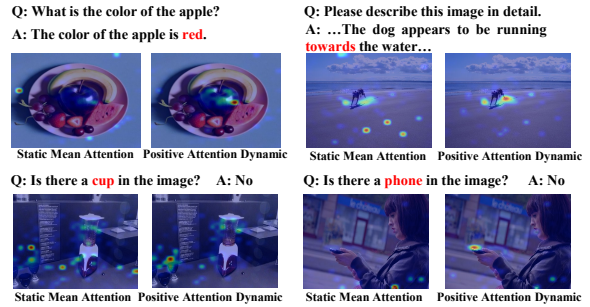 Q: What is the color of the apple?
A: The color of the apple is red.
Static Mean Attention Positive Attention Dynamic
Q: Please describe this image in detail.
A: …The dog appears to be running
towards the water…
Static Mean Attention Positive Attention Dynamic
Q: Is there a cup in the image? A: No
Static Mean Attention Positive Attention Dynamic
Q: Is there a phone in the image? A: No
Static Mean Attention Positive Attention Dynamic